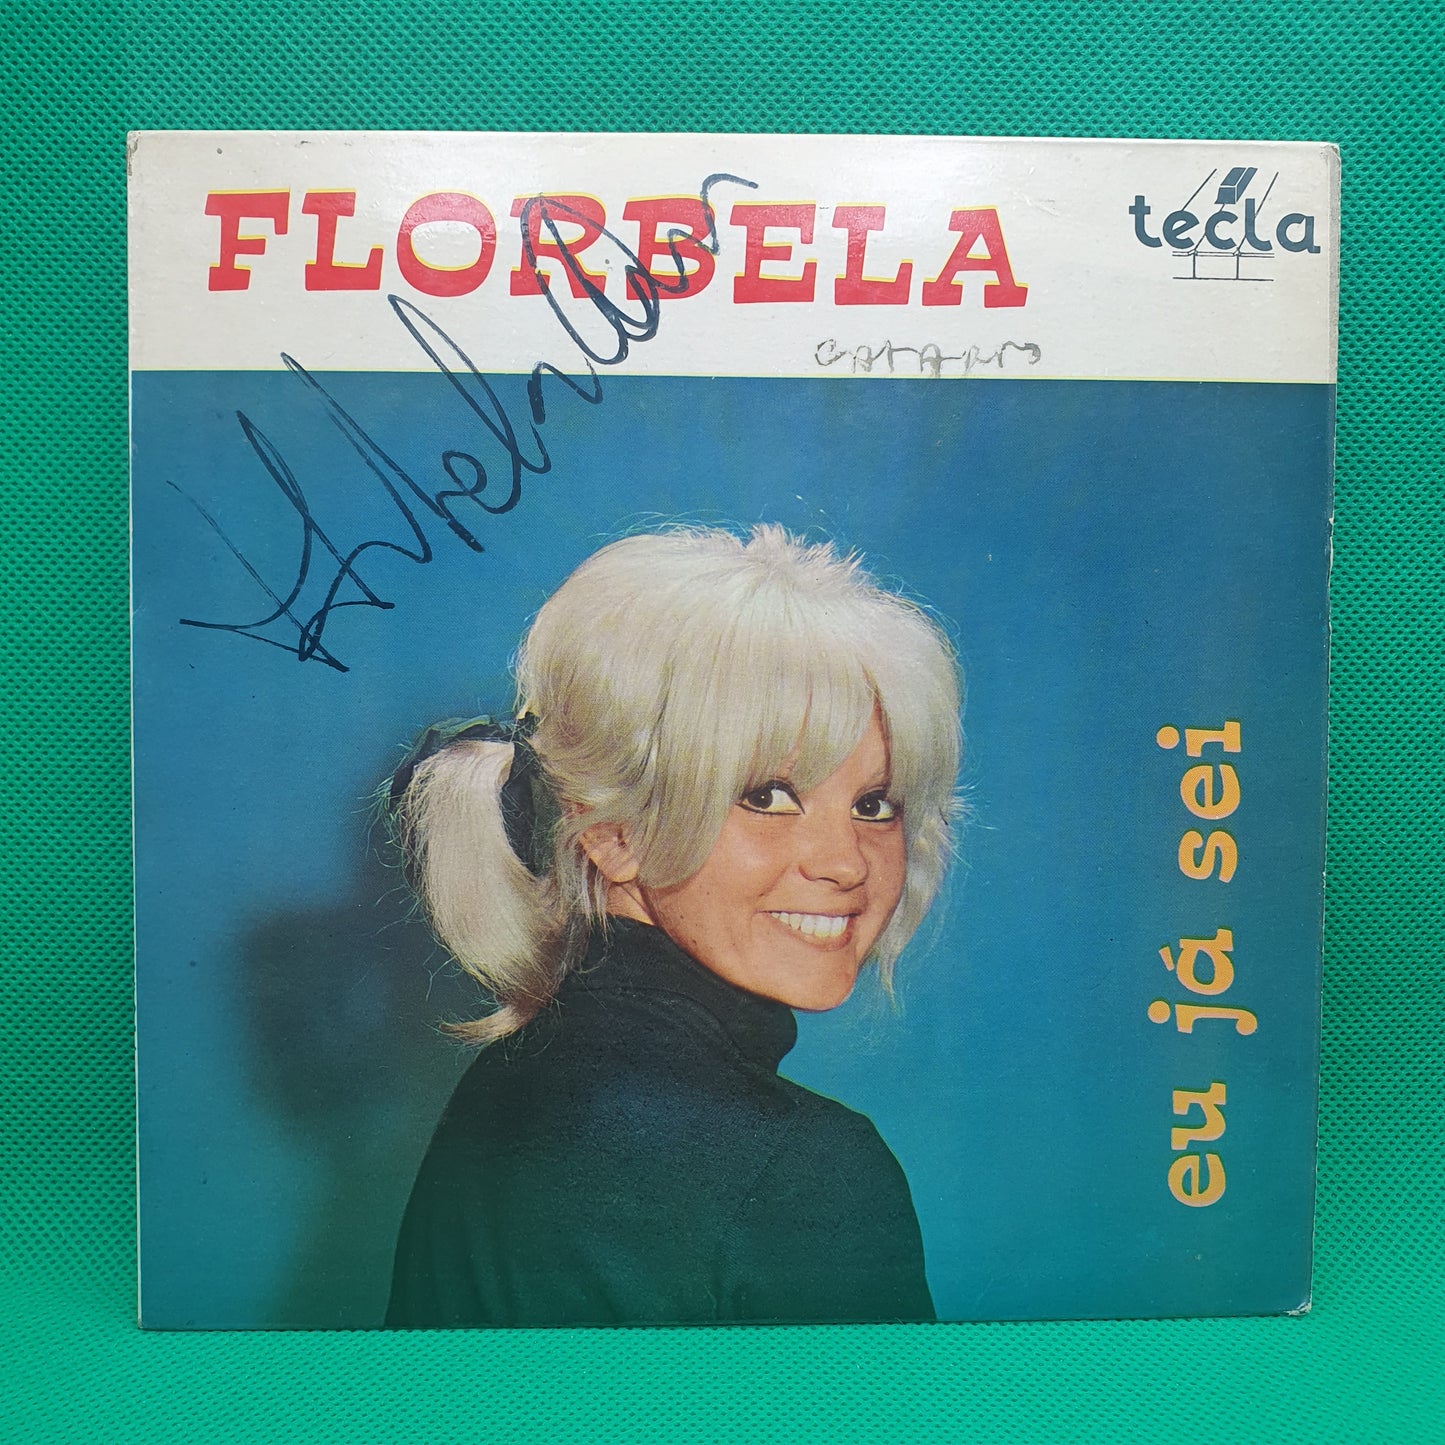 FLORBELA
tecla
eu já sei